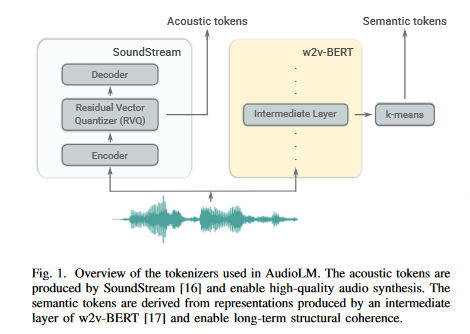 Acoustic tokens
Semantic tokens
SoundStream
w2v-BERT
Decoder
Residual Vector
Quantizer (RVQ)
Intermediate Layer
k-means
Encoder
Fig. 1. Overview of the tokenizers used in AudioLM. The acoustic tokens are
produced by SoundStream [16] and enable high-quality audio synthesis. The
semantic tokens are derived from representations produced by an intermediate
layer of w2v-BERT [17] and enable long-term structural coherence.